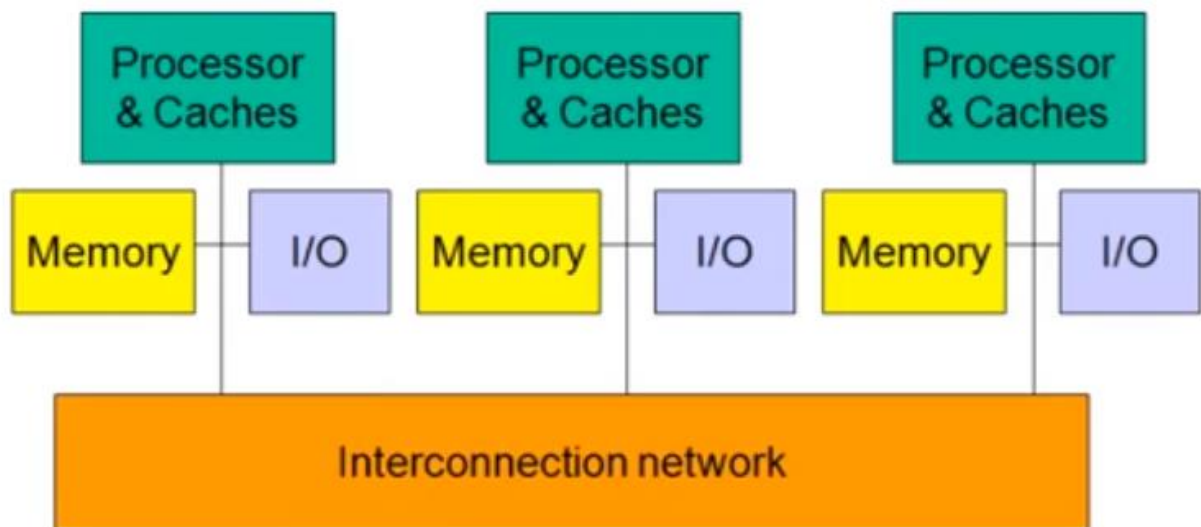 Processor
& Caches
Processor
& Caches
Processor
& Caches
Memory
I/O
Memory
I/O
Memory
I/O
Interconnection network